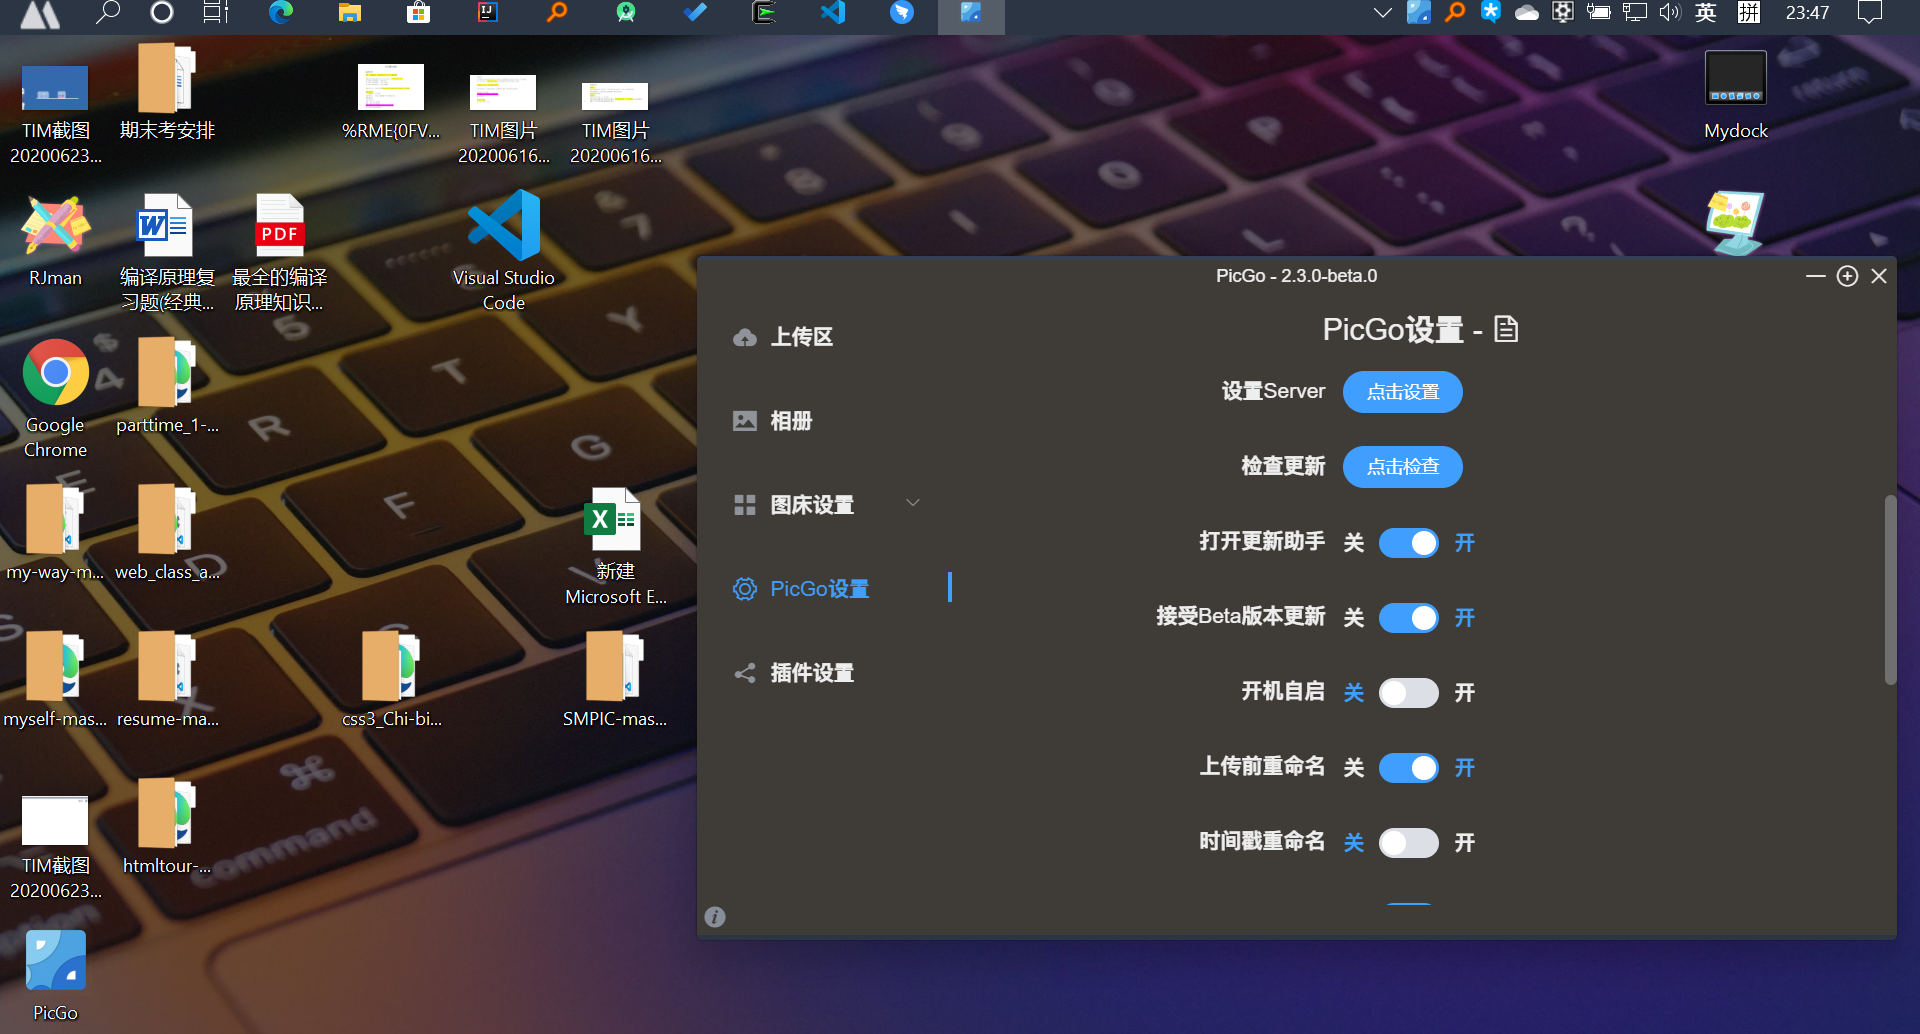 英
拼
23:47
TIM截图
20200623...
期末考安排
%RME{0FV...
TIM图片
20200616...
TIM图片
20200616...
Mydock
RJman
编译原理复
习题(经典...
PDF
最全的编译
原理知识...
Visual Studio
Code
Google
Chrome
parttime_1-...
my-way-m...
web_class_a...
新建
Microsoft E...
myself-mas...
resume-ma...
css3_Chi-bi...
SMPIC-mas...
TIM截图
20200623...
htmltour-...
PicGo
PicGo - 2.3.0-beta.0
上传区
相册
图床设置
PicGo设置
插件设置
PicGo设置 -
设置Server 点击设置
检查更新 点击检查
打开更新助手 关 开
接受Beta版本更新 关 开
开机自启 关 开
上传前重命名 关 开
时间戳重命名 关 开
command
option
return